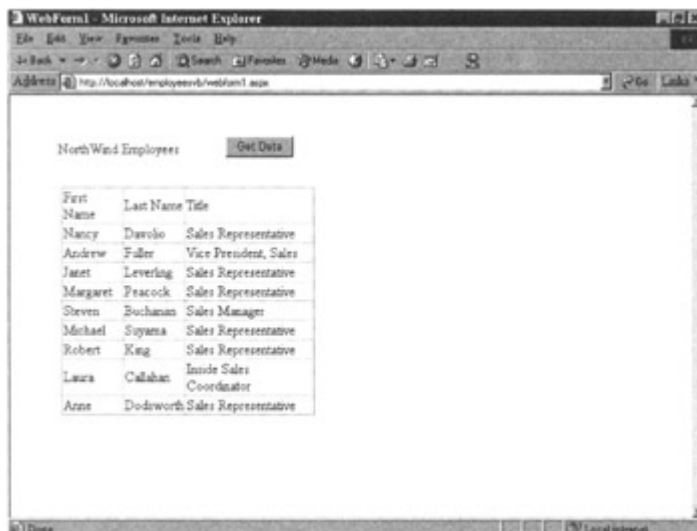 WebForm1 - Microsoft Internet Explorer
File Edit View Favorites Tools Help
Back Search Favorites Media
Address http://localhost/employeesvb/webform1.aspx Go Links
NorthWind Employees Get Data
First
Name Last Name Title
Nancy Davolio Sales Representative
Andrew Fuller Vice President, Sales
Janet Leverling Sales Representative
Margaret Peacock Sales Representative
Steven Buchanan Sales Manager
Michael Suyama Sales Representative
Robert King Sales Representative
Laura Callahan Inside Sales
Coordinator
Anne Dodsworth Sales Representative
Done Local intranet